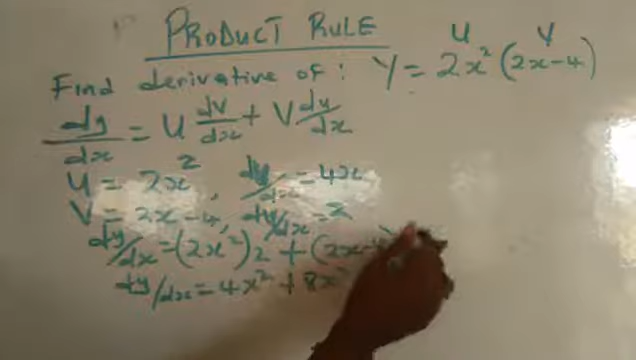 PRODUCT RULE
U V
Find derivative of: Y = 2x² (2x-4)
dy/dx = U dv/dx + V du/dx
U = 2x², du/dx = 4x
V = 2x-4, dv/dx = 2
dy/dx = (2x²)2 + (2x-4)
dy/dx = 4x² + 8x²